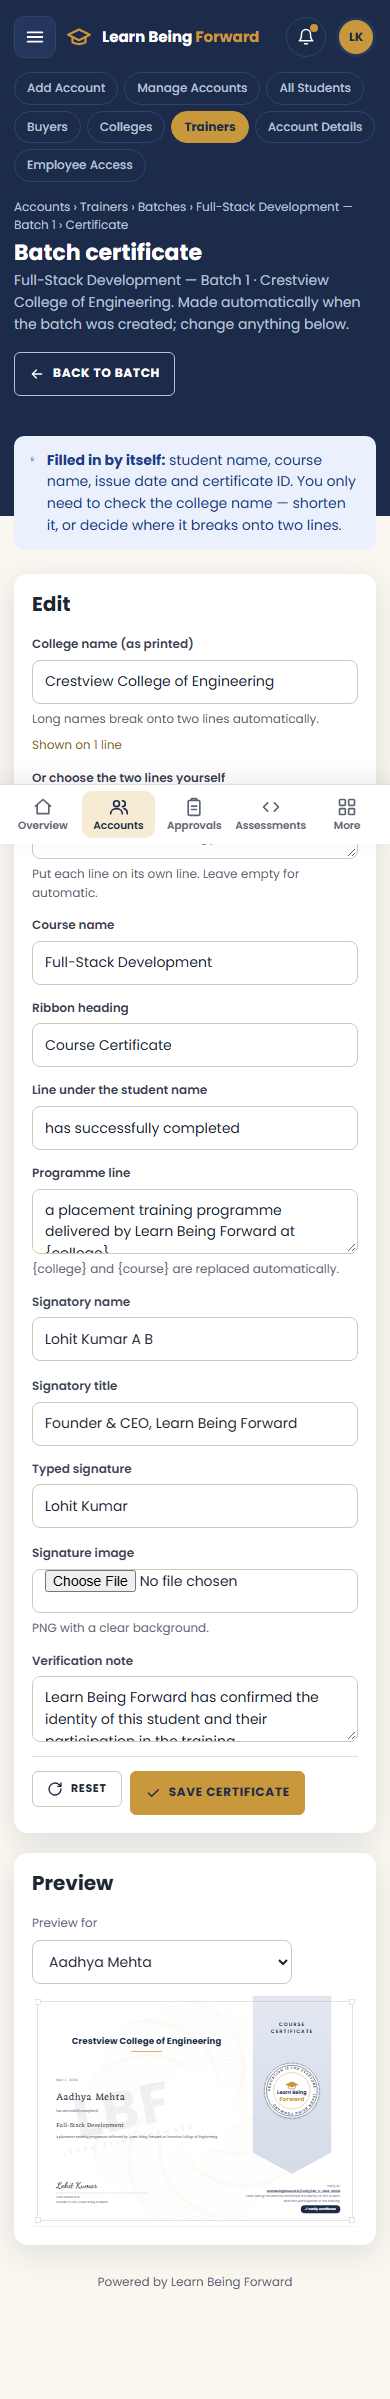 Learn Being Forward
LK
Add Account
Manage Accounts
All Students
Buyers
Colleges
Trainers
Account Details
Employee Access
Accounts › Trainers › Batches › Full-Stack Development —
Batch 1 › Certificate
Batch certificate
Full-Stack Development — Batch 1 · Crestview
College of Engineering. Made automatically when
the batch was created; change anything below.
← BACK TO BATCH
Filled in by itself: student name, course
name, issue date and certificate ID. You only
need to check the college name — shorten
it, or decide where it breaks onto two lines.
Edit
College name (as printed)
Crestview College of Engineering
Long names break onto two lines automatically.
Shown on 1 line
Or choose the two lines yourself
Overview
Accounts
Approvals
Assessments
More
Put each line on its own line. Leave empty for
automatic.
Course name
Full-Stack Development
Ribbon heading
Course Certificate
Line under the student name
has successfully completed
Programme line
a placement training programme
delivered by Learn Being Forward at
{college}
{college} and {course} are replaced automatically.
Signatory name
Lohit Kumar A B
Signatory title
Founder & CEO, Learn Being Forward
Typed signature
Lohit Kumar
Signature image
Choose File No file chosen
PNG with a clear background.
Verification note
Learn Being Forward has confirmed the
identity of this student and their
participation in the training
RESET
SAVE CERTIFICATE
Preview
Preview for
Aadhya Mehta
COURSE
CERTIFICATE
Crestview College of Engineering
Learn Being
Forward
Aadhya Mehta
has successfully completed
Full-Stack Development
LBF
Lohit Kumar
Powered by Learn Being Forward